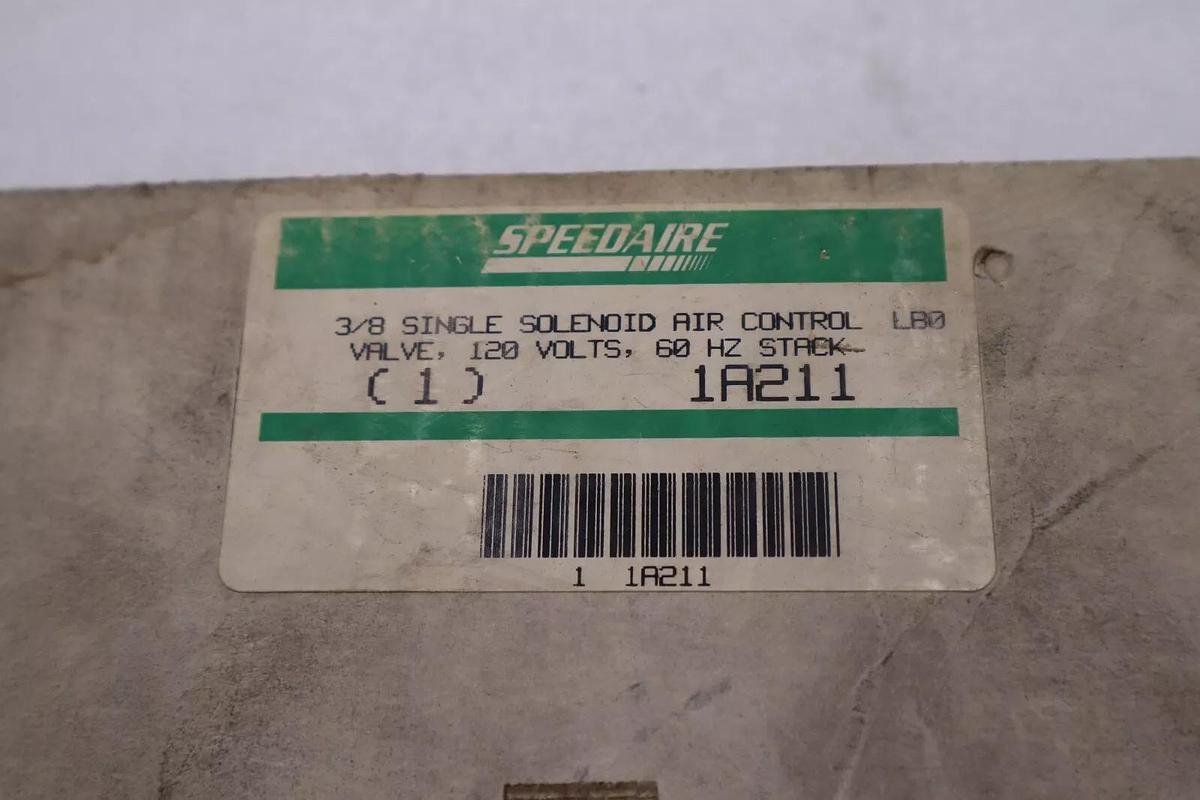 SPEEDAIRE
3/8 SINGLE SOLENOID AIR CONTROL LB0
VALVE, 120 VOLTS, 60 HZ STACK
(1) 1A211
1 1A211